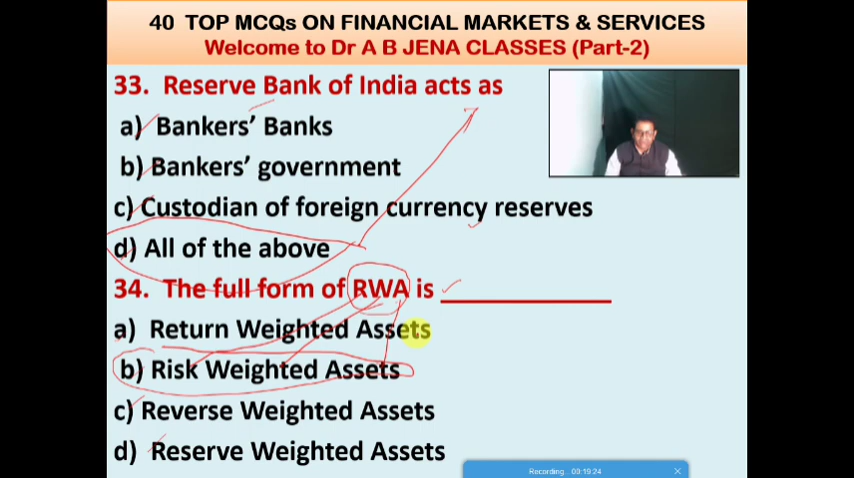 40 TOP MCQs ON FINANCIAL MARKETS & SERVICES
Welcome to Dr A B JENA CLASSES (Part-2)
33. Reserve Bank of India acts as
a) Bankers’ Banks
b) Bankers’ government
c) Custodian of foreign currency reserves
d) All of the above
34. The full form of RWA is ____________
a) Return Weighted Assets
b) Risk Weighted Assets
c) Reverse Weighted Assets
d) Reserve Weighted Assets
Recording... 03:19:24